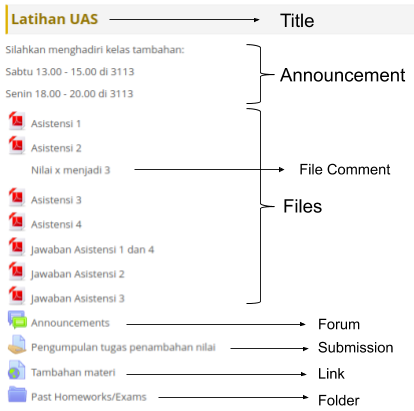 Latihan UAS Title
Silahkan menghadiri kelas tambahan:
Sabtu 13.00 - 15.00 di 3113
Announcement
Senin 18.00 - 20.00 di 3113
Asistensi 1
Asistensi 2
Nilai x menjadi 3 File Comment
Asistensi 3
Files
Asistensi 4
Jawaban Asistensi 1 dan 4
Jawaban Asistensi 2
Jawaban Asistensi 3
Announcements Forum
Pengumpulan tugas penambahan nilai Submission
Tambahan materi Link
Past Homeworks/Exams Folder